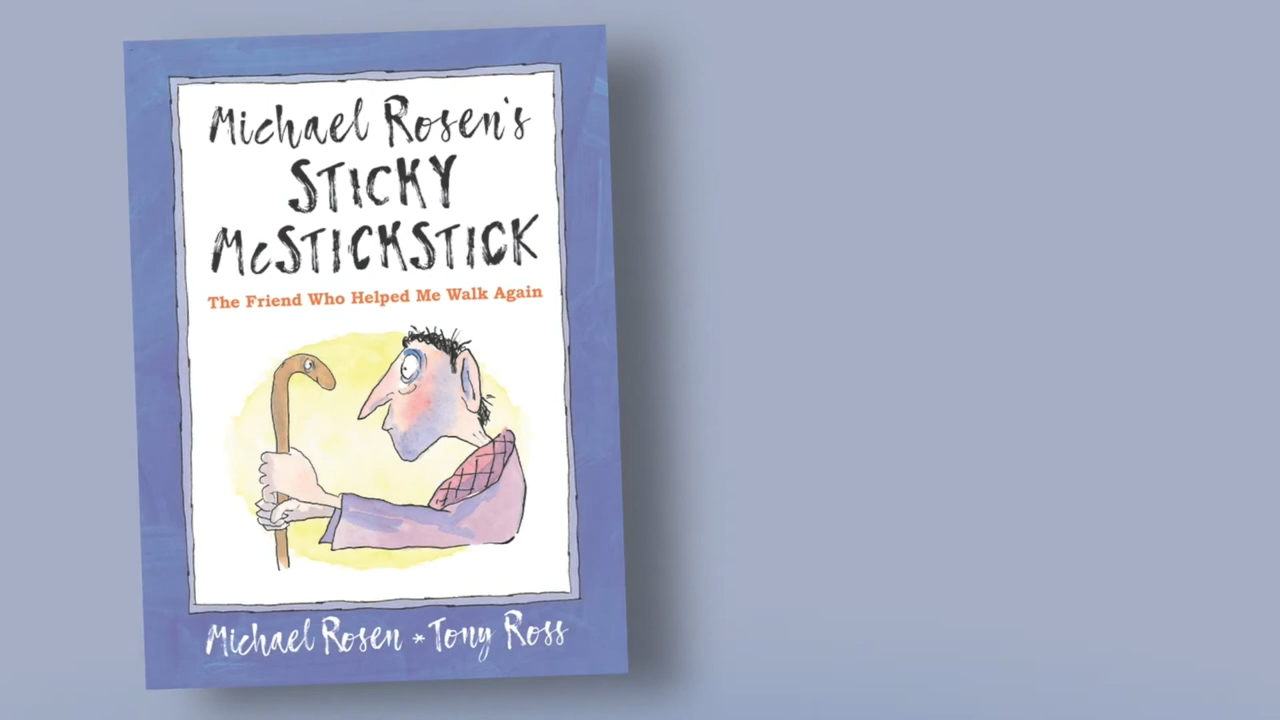 Michael Rosen's
STICKY
McSTICKSTICK
The Friend Who Helped Me Walk Again
Michael Rosen * Tony Ross